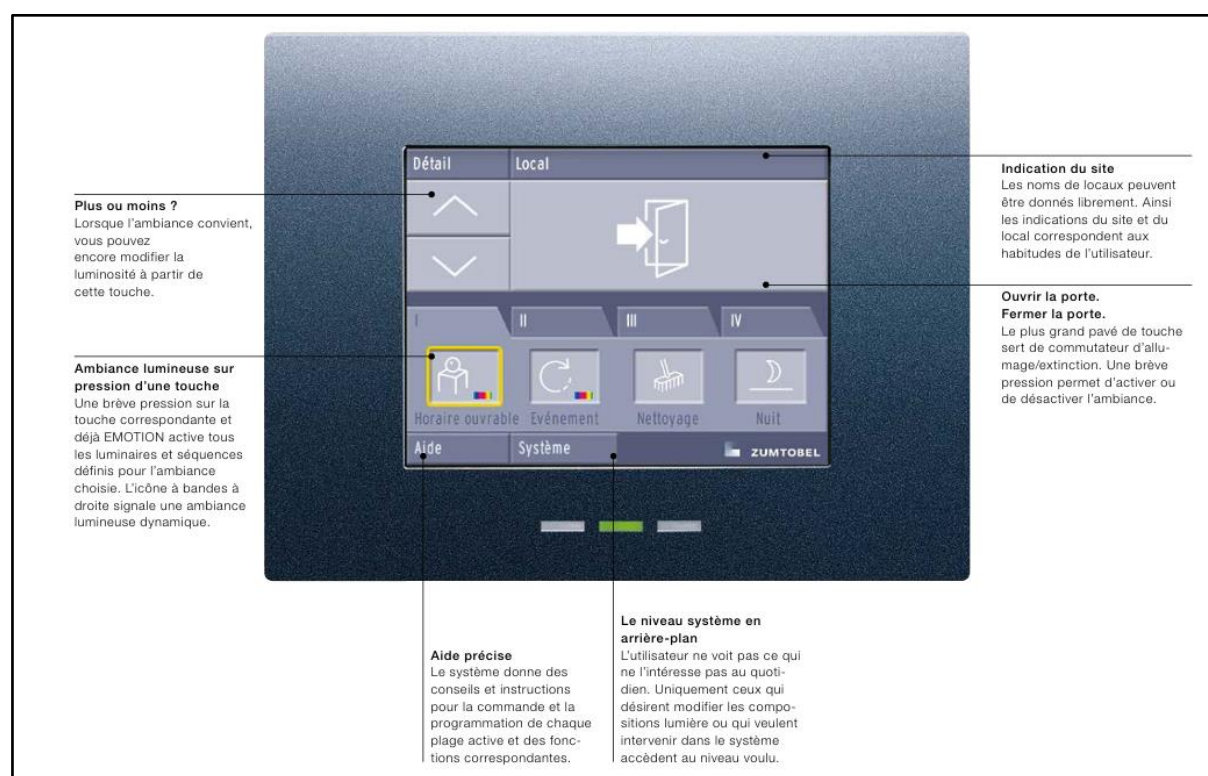 Plus ou moins ?
Lorsque l'ambiance convient,
vous pouvez
encore modifier la
luminosité à partir de
cette touche.
Ambiance lumineuse sur
pression d'une touche
Une brève pression sur la
touche correspondante et
déjà EMOTION active tous
les luminaires et séquences
définis pour l'ambiance
choisie. L'icône à bandes à
droite signale une ambiance
lumineuse dynamique.
Détail Local
I II III IV
Horaire ouvrable Evénement Nettoyage Nuit
Aide Système ZUMTOBEL
Indication du site
Les noms de locaux peuvent
être donnés librement. Ainsi
les indications du site et du
local correspondent aux
habitudes de l'utilisateur.
Ouvrir la porte.
Fermer la porte.
Le plus grand pavé de touche
sert de commutateur d'allu-
mage/extinction. Une brève
pression permet d'activer ou
de désactiver l'ambiance.
Aide précise
Le système donne des
conseils et instructions
pour la commande et la
programmation de chaque
plage active et des fonc-
tions correspondantes.
Le niveau système en
arrière-plan
L'utilisateur ne voit pas ce qui
ne l'intéresse pas au quoti-
dien. Uniquement ceux qui
désirent modifier les compo-
sitions lumière ou qui veulent
intervenir dans le système
accèdent au niveau voulu.